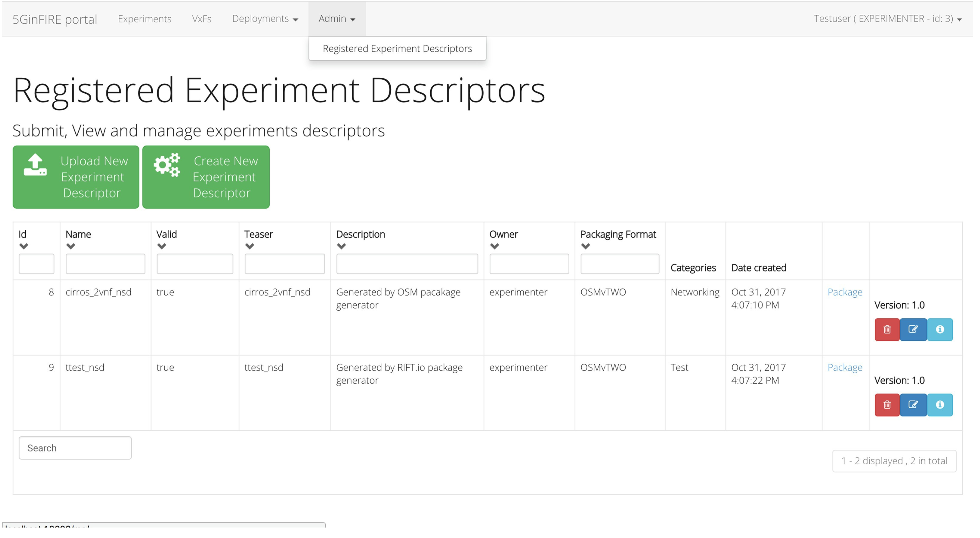 5GinFIRE portal Experiments VxFs Deployments Admin Testuser ( EXPERIMENTER - id: 3)
Registered Experiment Descriptors
Registered Experiment Descriptors
Submit, View and manage experiments descriptors
Upload New
Experiment
Descriptor
Create New
Experiment
Descriptor
Id Name Valid Teaser Description Owner Packaging Format
Categories Date created
8 cirros_2vnf_nsd true cirros_2vnf_nsd Generated by OSM pacakage experimenter OSMvTWO Networking Oct 31, 2017 Package
generator 4:07:10 PM
Version: 1.0
9 ttest_nsd true ttest_nsd Generated by RIFT.io package experimenter OSMvTWO Test Oct 31, 2017 Package
generator 4:07:22 PM
Version: 1.0
Search
1 - 2 displayed , 2 in total